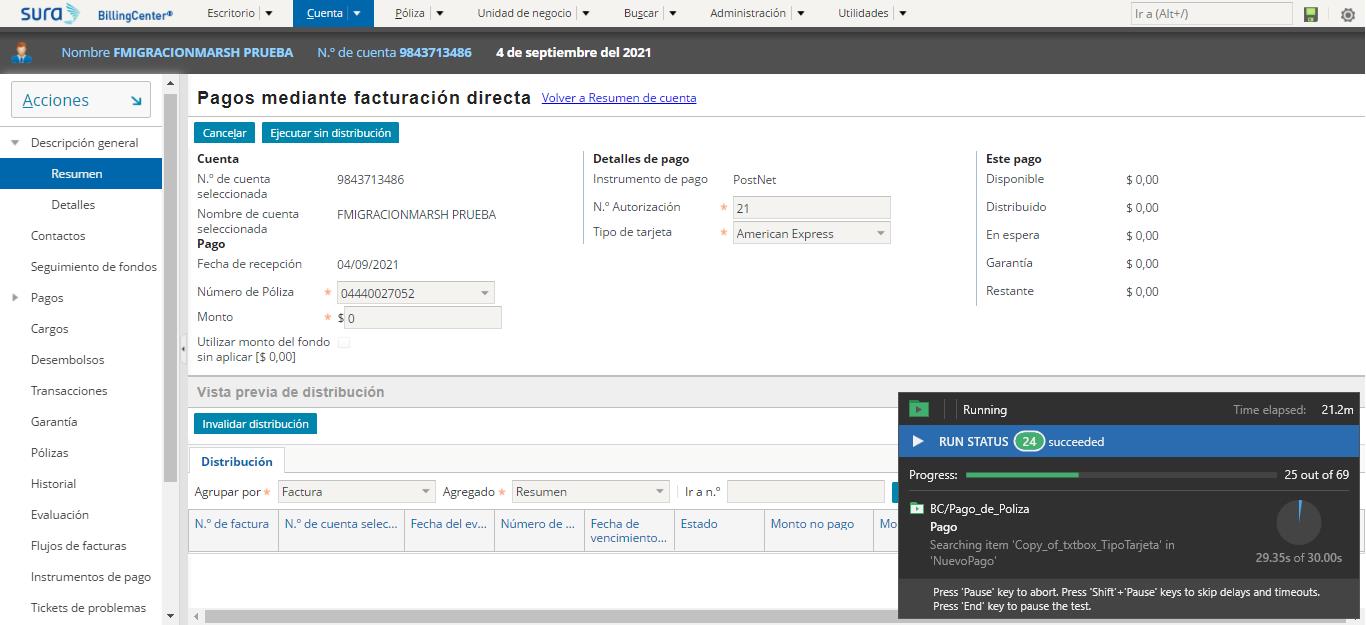 sura BillingCenter® Escritorio Cuenta Póliza Unidad de negocio Buscar Administración Utilidades Ir a (Alt+/)
Nombre FMIGRACIONMARSH PRUEBA N.º de cuenta 9843713486 4 de septiembre del 2021
Acciones
Descripción general
Resumen
Detalles
Contactos
Seguimiento de fondos
Pagos
Cargos
Desembolsos
Transacciones
Garantía
Pólizas
Historial
Evaluación
Flujos de facturas
Instrumentos de pago
Tickets de problemas
Pagos mediante facturación directa Volver a Resumen de cuenta
Cancelar Ejecutar sin distribución
Cuenta
N.º de cuenta
seleccionada
9843713486
Nombre de cuenta
seleccionada
FMIGRACIONMARSH PRUEBA
Pago
Fecha de recepción 04/09/2021
Número de Póliza * 04440027052
Monto * $ 0
Utilizar monto del fondo
sin aplicar [$ 0,00]
Detalles de pago
Instrumento de pago PostNet
N.º Autorización * 21
Tipo de tarjeta * American Express
Este pago
Disponible $ 0,00
Distribuido $ 0,00
En espera $ 0,00
Garantía $ 0,00
Restante $ 0,00
Vista previa de distribución
Invalidar distribución
Distribución
Agrupar por * Factura Agregado * Resumen Ir a n.º
N.º de factura N.º de cuenta selec... Fecha del ev... Número de ... Fecha de
vencimiento... Estado Monto no pago Mo
Running Time elapsed: 21.2m
RUN STATUS 24 succeeded
Progress: 25 out of 69
BC/Pago_de_Poliza
Pago
Searching item 'Copy_of_txtbox_TipoTarjeta' in
'NuevoPago'
29.35s of 30.00s
Press 'Pause' key to abort. Press 'Shift'+'Pause' keys to skip delays and timeouts.
Press 'End' key to pause the test.